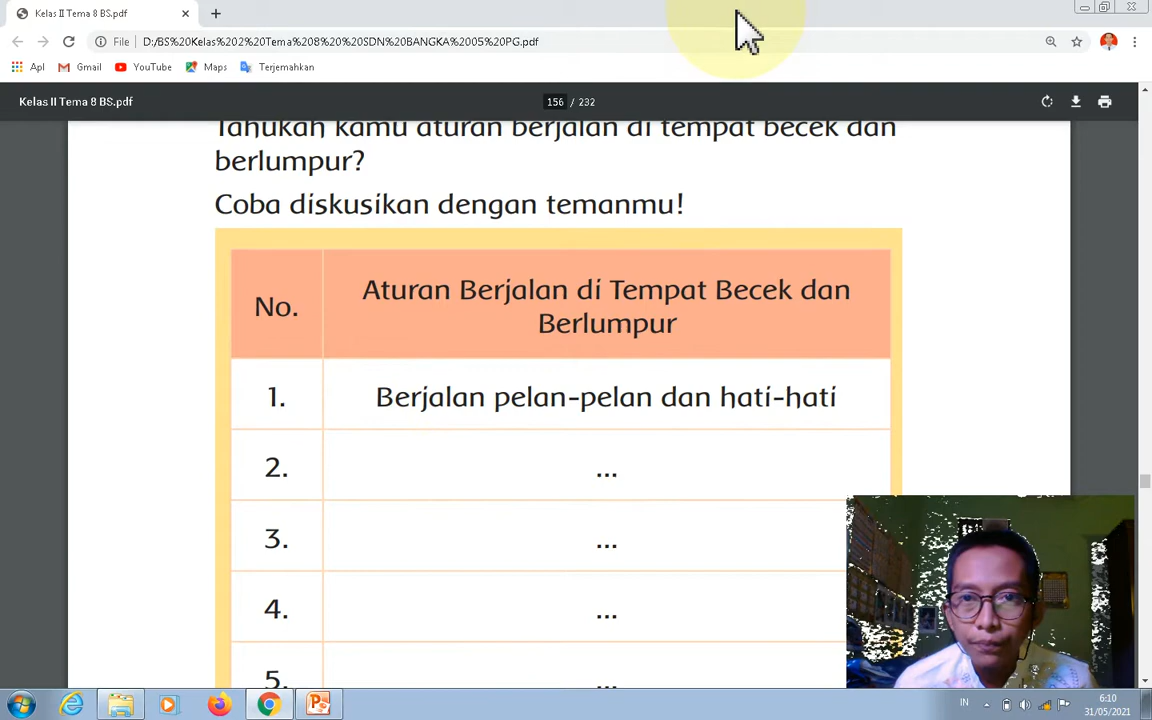 Kelas II Tema 8 BS.pdf
File D:/BS%20Kelas%202%20Tema%208%20%20SDN%20BANGKA%2005%20PG.pdf
Apl Gmail YouTube Maps Terjemahkan
Kelas II Tema 8 BS.pdf 156 / 232
Tahukah kamu aturan berjalan di tempat becek dan
berlumpur?
Coba diskusikan dengan temanmu!
No. Aturan Berjalan di Tempat Becek dan
Berlumpur
1. Berjalan pelan-pelan dan hati-hati
2. ...
3. ...
4. ...
5. ...
IN 6:10
31/05/2021